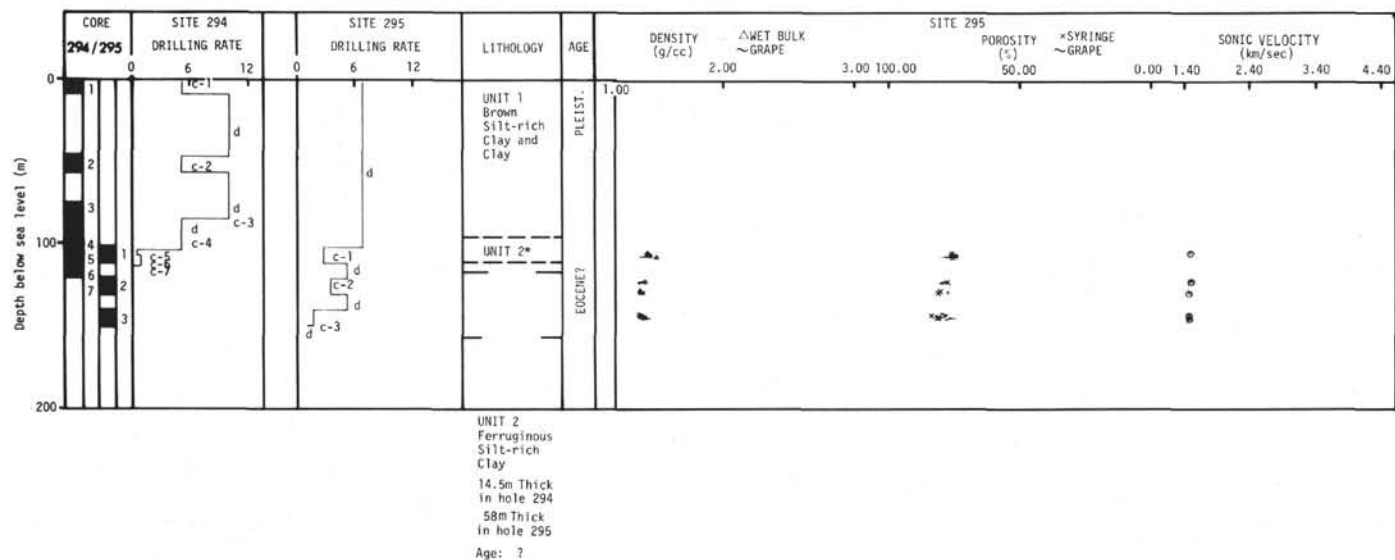 CORE
294/295
SITE 294
DRILLING RATE
0 6 12
SITE 295
DRILLING RATE
0 6 12
LITHOLOGY
AGE
SITE 295
DENSITY
(g/cc)
△WET BULK
~GRAPE
1.00 2.00 3.00
POROSITY
(%)
×SYRINGE
~GRAPE
100.00 50.00 0.00
SONIC VELOCITY
(km/sec)
1.40 2.40 3.40 4.40
Depth below sea level (m)
0
100
200
1
2
3
4
5
6
7
1
2
3
c-1
d
c-2
d
c-3
d
c-4
c-5
c-6
c-7
d
c-1
d
c-2
d
c-3
d
UNIT 1
Brown
Silt-rich
Clay and
Clay
UNIT 2*
PLEIST.
EOCENE?
UNIT 2
Ferruginous
Silt-rich
Clay
14.5m Thick
in hole 294
58m Thick
in hole 295
Age: ?